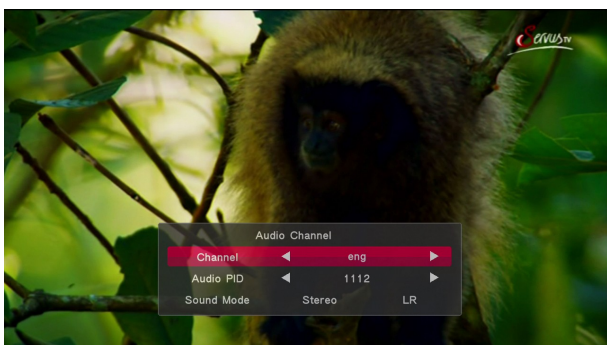 ServusTV
Audio Channel
Channel eng
Audio PID 1112
Sound Mode Stereo LR